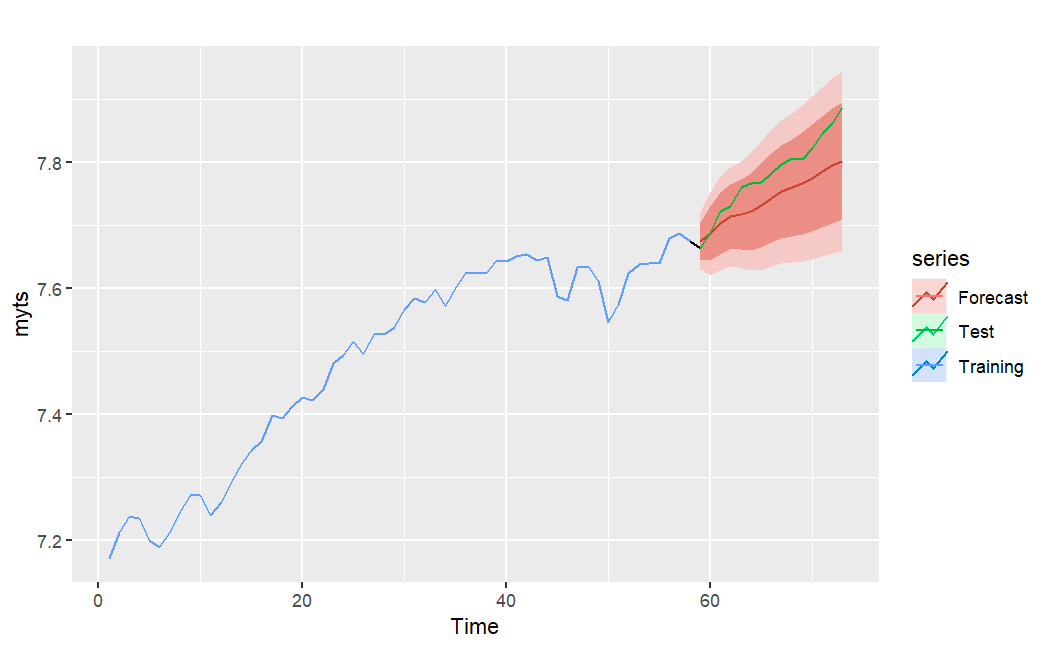 myts
7.8
7.6
7.4
7.2
0
20
40
60
Time
series
Forecast
Test
Training